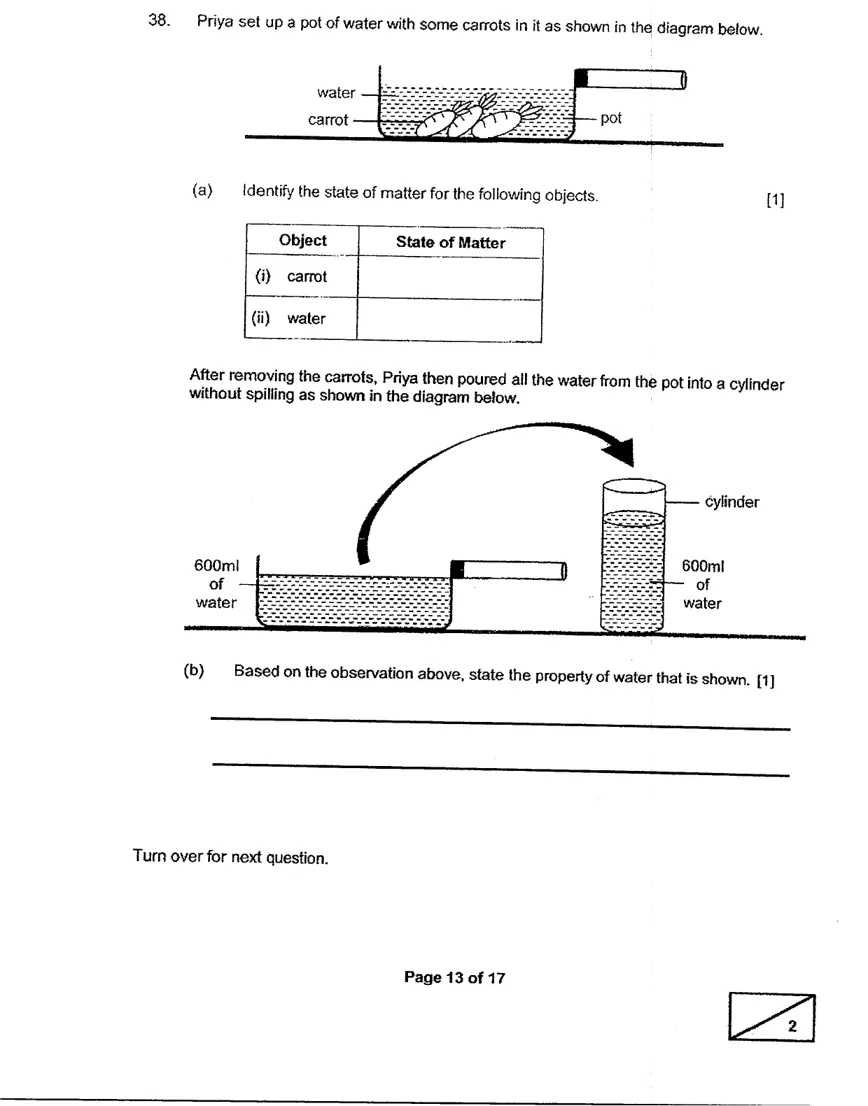 38. Priya set up a pot of water with some carrots in it as shown in the diagram below.
water
carrot
pot
(a) Identify the state of matter for the following objects. [1]
Object State of Matter
(i) carrot
(ii) water
After removing the carrots, Priya then poured all the water from the pot into a cylinder
without spilling as shown in the diagram below.
cylinder
600ml
of
water
600ml
of
water
(b) Based on the observation above, state the property of water that is shown. [1]
Turn over for next question.
Page 13 of 17
2